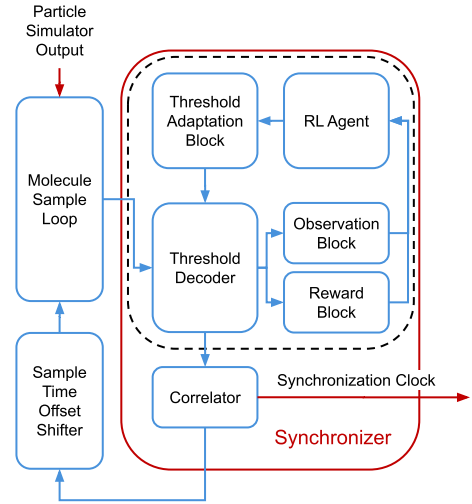 Particle
Simulator
Output
Threshold
Adaptation
Block
RL Agent
Molecule
Sample
Loop
Threshold
Decoder
Observation
Block
Reward
Block
Sample
Time
Offset
Shifter
Correlator
Synchronization Clock
Synchronizer